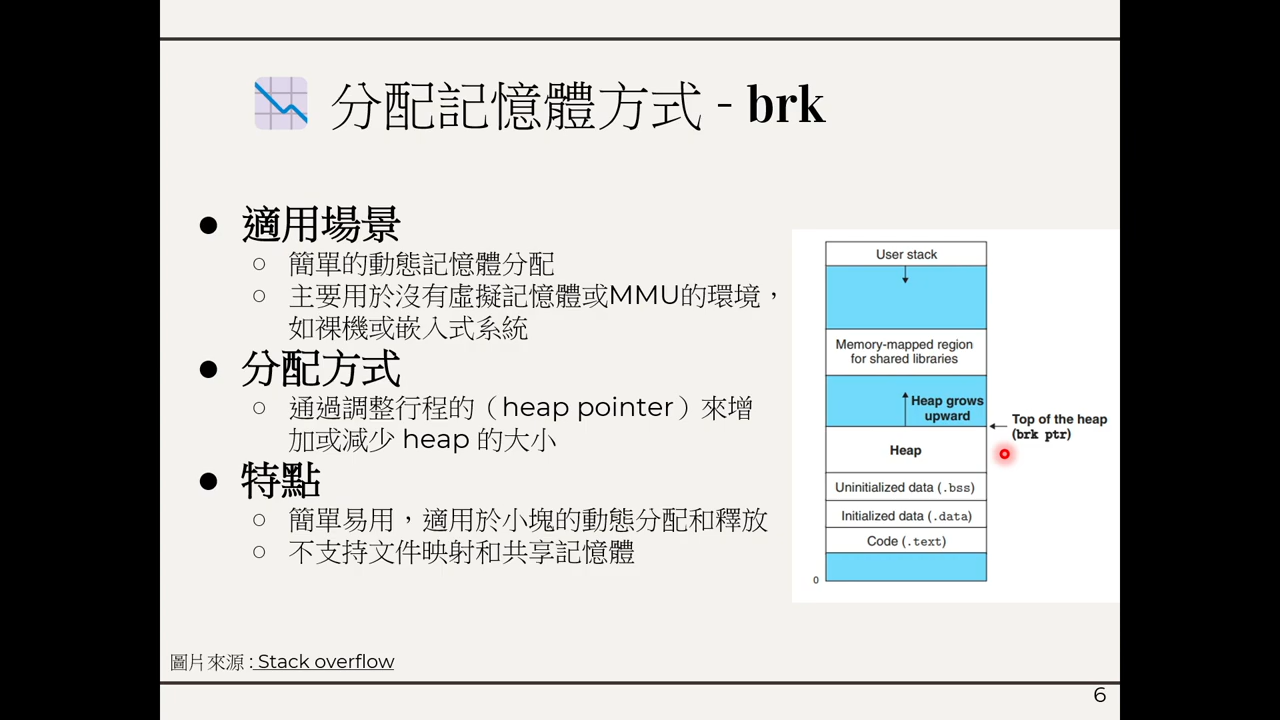 分配記憶體方式 - brk
● 適用場景
○ 簡單的動態記憶體分配
○ 主要用於沒有虛擬記憶體或MMU的環境，
如裸機或嵌入式系統
● 分配方式
○ 通過調整行程的（heap pointer）來增
加或減少 heap 的大小
● 特點
○ 簡單易用，適用於小塊的動態分配和釋放
○ 不支持文件映射和共享記憶體
User stack
Memory-mapped region
for shared libraries
Heap grows
upward
Top of the heap
(brk ptr)
Heap
Uninitialized data (.bss)
Initialized data (.data)
Code (.text)
0
圖片來源 : Stack overflow
6